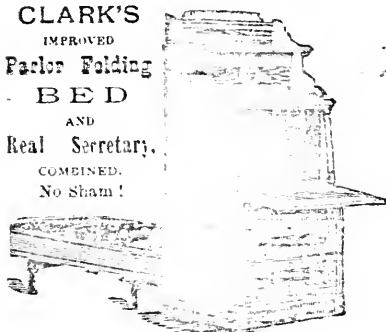 CLARK'S
IMPROVED
Parlor Folding
BED
AND
Real Secretary,
COMBINED.
No Sham!